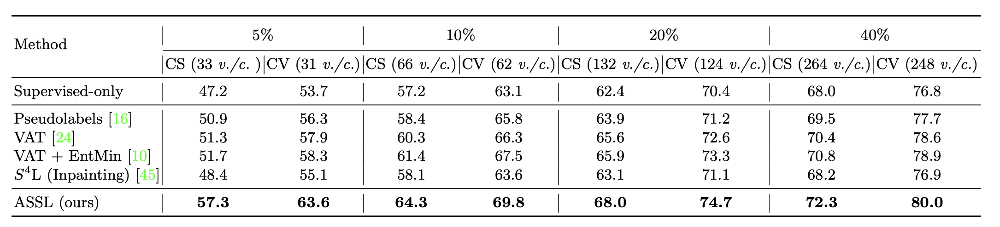 Method 5% 10% 20% 40%
CS (33 v./c. ) CV (31 v./c.) CS (66 v./c.) CV (62 v./c.) CS (132 v./c.) CV (124 v./c.) CS (264 v./c.) CV (248 v./c.)
Supervised-only 47.2 53.7 57.2 63.1 62.4 70.4 68.0 76.8
Pseudolabels [16] 50.9 56.3 58.4 65.8 63.9 71.2 69.5 77.7
VAT [24] 51.3 57.9 60.3 66.3 65.6 72.6 70.4 78.6
VAT + EntMin [10] 51.7 58.3 61.4 67.5 65.9 73.3 70.8 78.9
S⁴L (Inpainting) [45] 48.4 55.1 58.1 63.6 63.1 71.1 68.2 76.9
ASSL (ours) 57.3 63.6 64.3 69.8 68.0 74.7 72.3 80.0